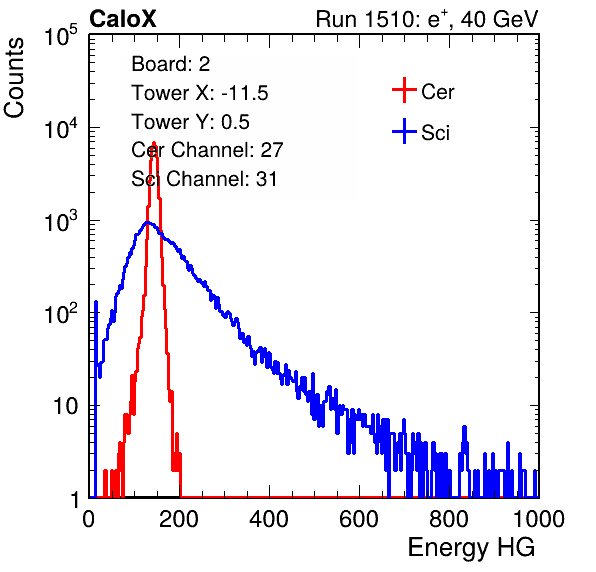 CaloX Run 1510: e⁺, 40 GeV
Counts
10⁵
10⁴
10³
10²
10
1
Board: 2
Tower X: -11.5
Tower Y: 0.5
Cer Channel: 27
Sci Channel: 31
Cer
Sci
0 200 400 600 800 1000
Energy HG